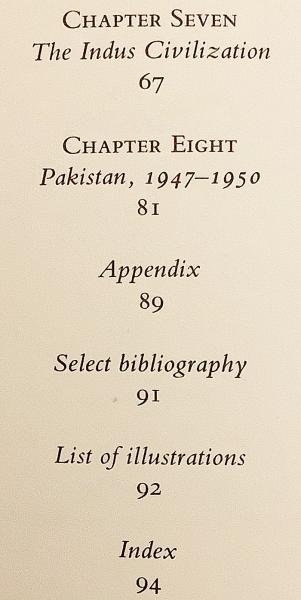 Chapter Seven
The Indus Civilization
67
Chapter Eight
Pakistan, 1947–1950
81
Appendix
89
Select bibliography
91
List of illustrations
92
Index
94